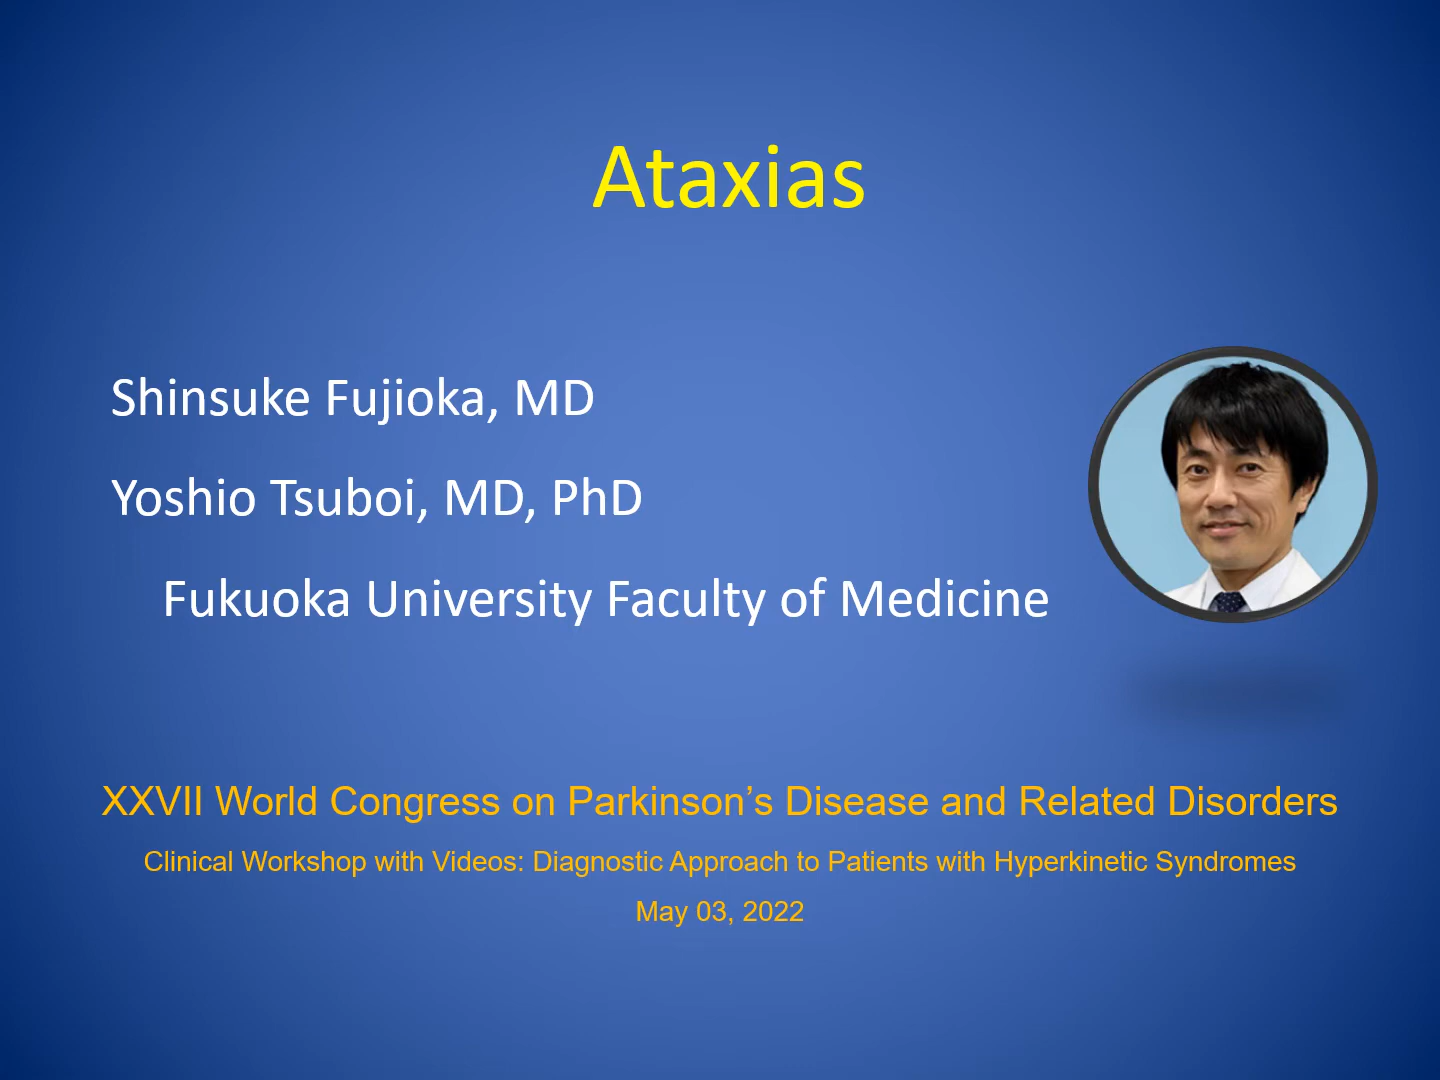 Ataxias
Shinsuke Fujioka, MD
Yoshio Tsuboi, MD, PhD
Fukuoka University Faculty of Medicine
XXVII World Congress on Parkinson’s Disease and Related Disorders
Clinical Workshop with Videos: Diagnostic Approach to Patients with Hyperkinetic Syndromes
May 03, 2022